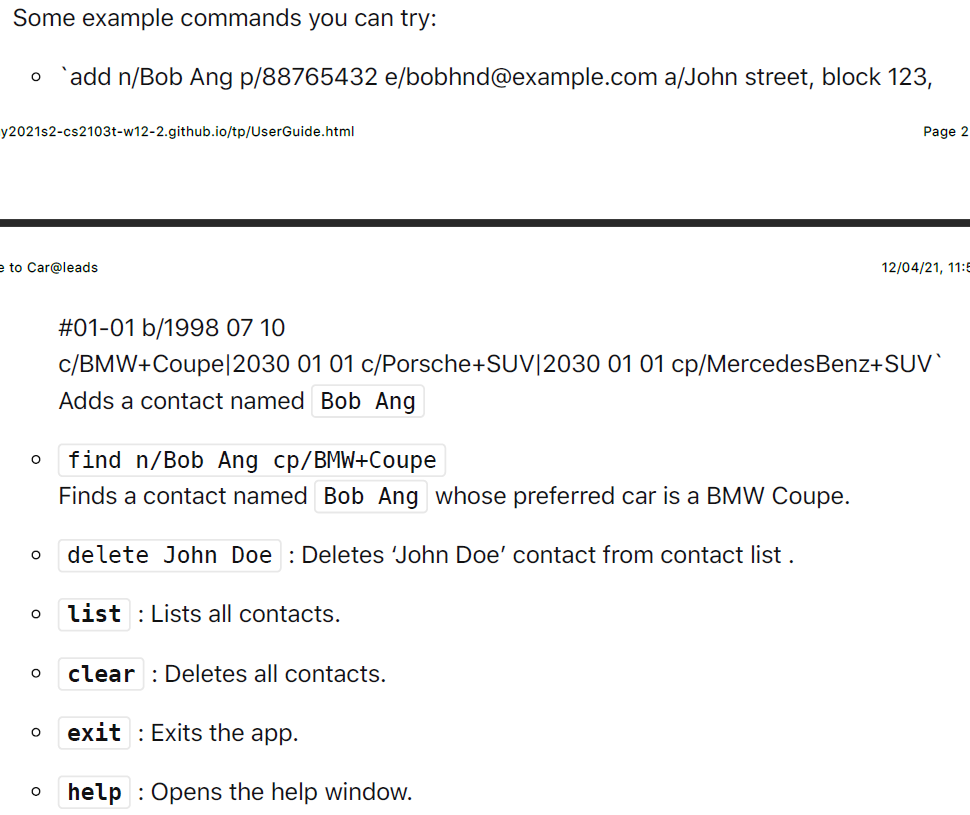 Some example commands you can try:
`add n/Bob Ang p/88765432 e/bobhnd@example.com a/John street, block 123,
y2021s2-cs2103t-w12-2.github.io/tp/UserGuide.html Page 2
e to Car@leads 12/04/21, 11:5
#01-01 b/1998 07 10
c/BMW+Coupe|2030 01 01 c/Porsche+SUV|2030 01 01 cp/MercedesBenz+SUV`
Adds a contact named Bob Ang
find n/Bob Ang cp/BMW+Coupe
Finds a contact named Bob Ang whose preferred car is a BMW Coupe.
delete John Doe : Deletes ‘John Doe’ contact from contact list .
list : Lists all contacts.
clear : Deletes all contacts.
exit : Exits the app.
help : Opens the help window.